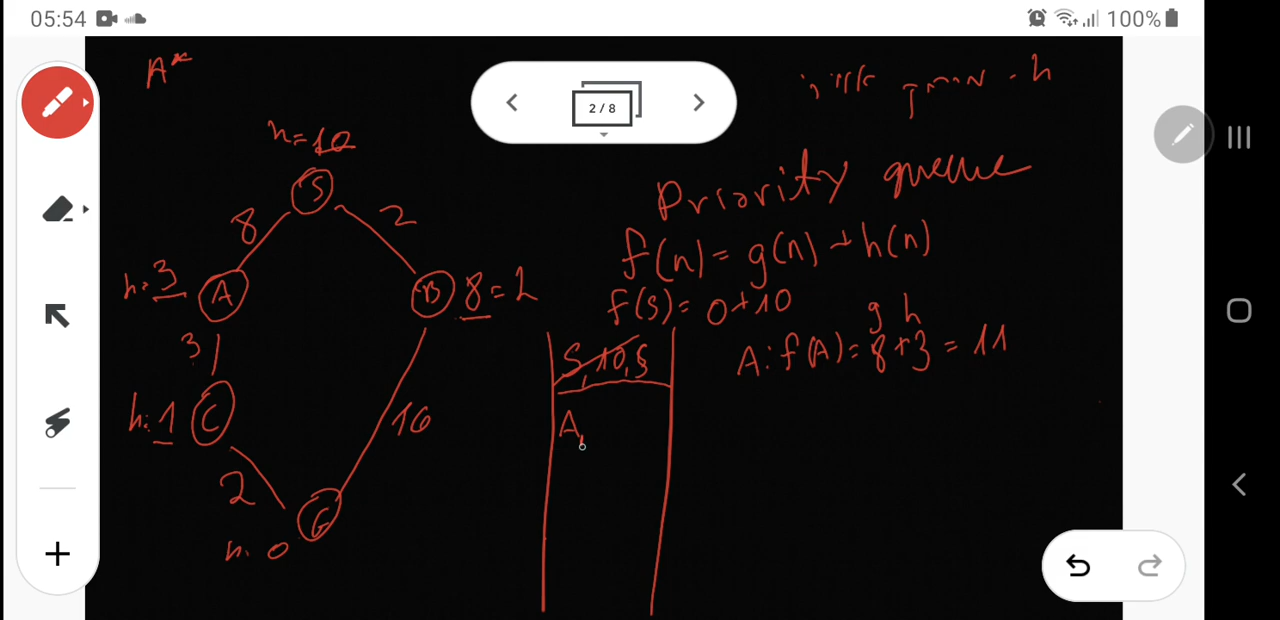 05:54
100%
A*
2 / 8
h
h=10
S
Priority queue
8
2
f(n) = g(n) + h(n)
h: 3
A
B
8=2
f(S) = 0+10
g h
3
S, 10, S
A: f(A) = 8+3 = 11
h: 1
C
16
A,
2
G
h: 0